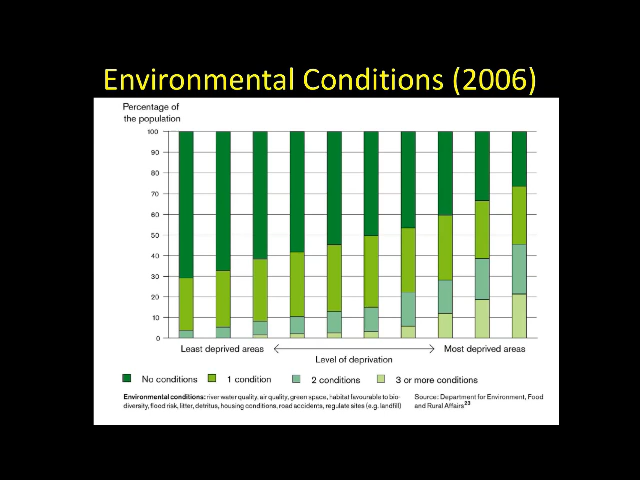 Environmental Conditions (2006)
Percentage of
the population
100
90
80
70
60
50
40
30
20
10
0
Least deprived areas
Most deprived areas
Level of deprivation
No conditions
1 condition
2 conditions
3 or more conditions
Environmental conditions: river water quality, air quality, green space, habitat favourable to bio-
diversity, flood risk, litter, detritus, housing conditions, road accidents, regulate sites (e.g. landfill)
Source: Department for Environment, Food
and Rural Affairs23